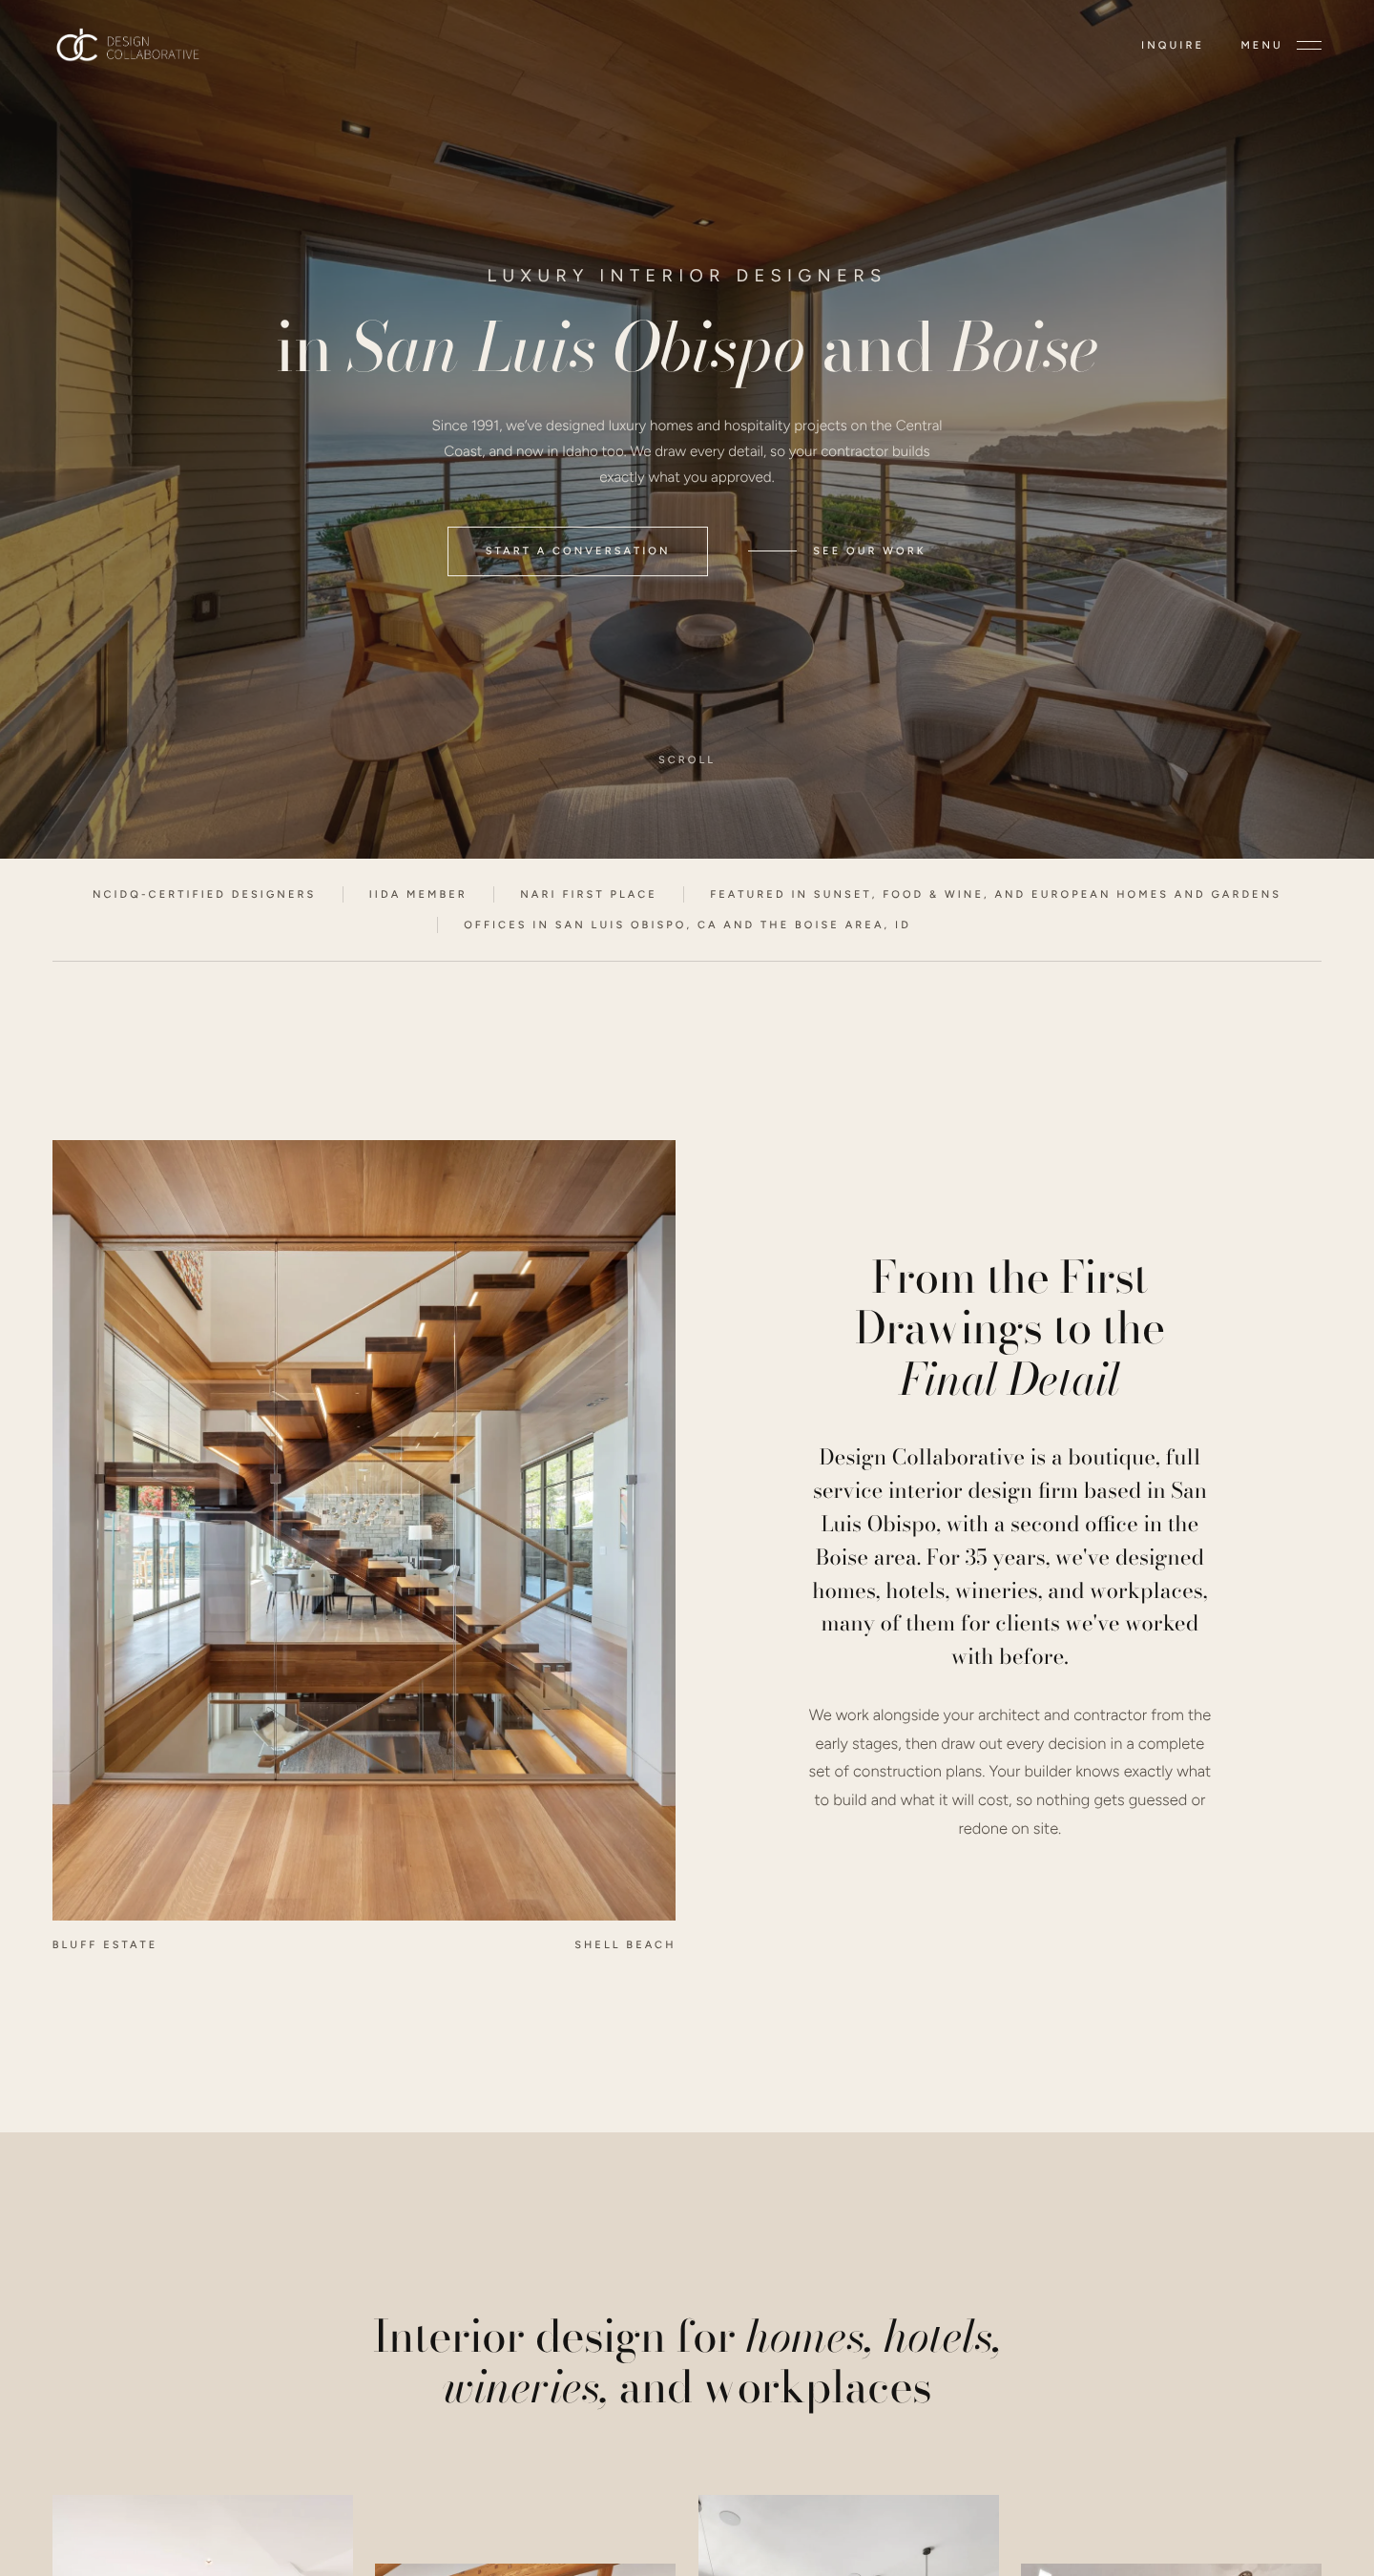 DESIGN
COLLABORATIVE
INQUIRE
MENU
LUXURY INTERIOR DESIGNERS
in San Luis Obispo and Boise
Since 1991, we’ve designed luxury homes and hospitality projects on the Central
Coast, and now in Idaho too. We draw every detail, so your contractor builds
exactly what you approved.
START A CONVERSATION
SEE OUR WORK
SCROLL
NCIDQ-CERTIFIED DESIGNERS
IIDA MEMBER
NARI FIRST PLACE
FEATURED IN SUNSET, FOOD & WINE, AND EUROPEAN HOMES AND GARDENS
OFFICES IN SAN LUIS OBISPO, CA AND THE BOISE AREA, ID
From the First
Drawings to the
Final Detail
Design Collaborative is a boutique, full
service interior design firm based in San
Luis Obispo, with a second office in the
Boise area. For 35 years, we've designed
homes, hotels, wineries, and workplaces,
many of them for clients we've worked
with before.
We work alongside your architect and contractor from the
early stages, then draw out every decision in a complete
set of construction plans. Your builder knows exactly what
to build and what it will cost, so nothing gets guessed or
redone on site.
BLUFF ESTATE
SHELL BEACH
Interior design for homes, hotels,
wineries, and workplaces